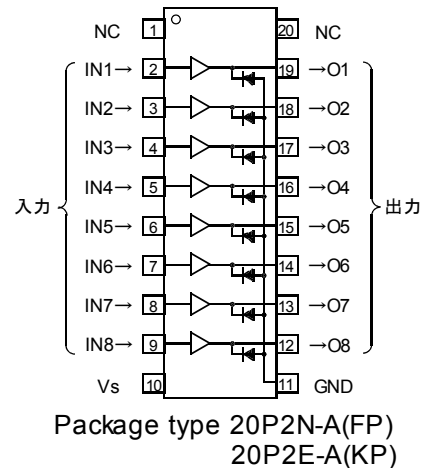 NC 1 20 NC
IN1→ 2 19 →O1
IN2→ 3 18 →O2
IN3→ 4 17 →O3
IN4→ 5 16 →O4
入力 出力
IN5→ 6 15 →O5
IN6→ 7 14 →O6
IN7→ 8 13 →O7
IN8→ 9 12 →O8
Vs 10 11 GND
Package type 20P2N-A(FP)
20P2E-A(KP)